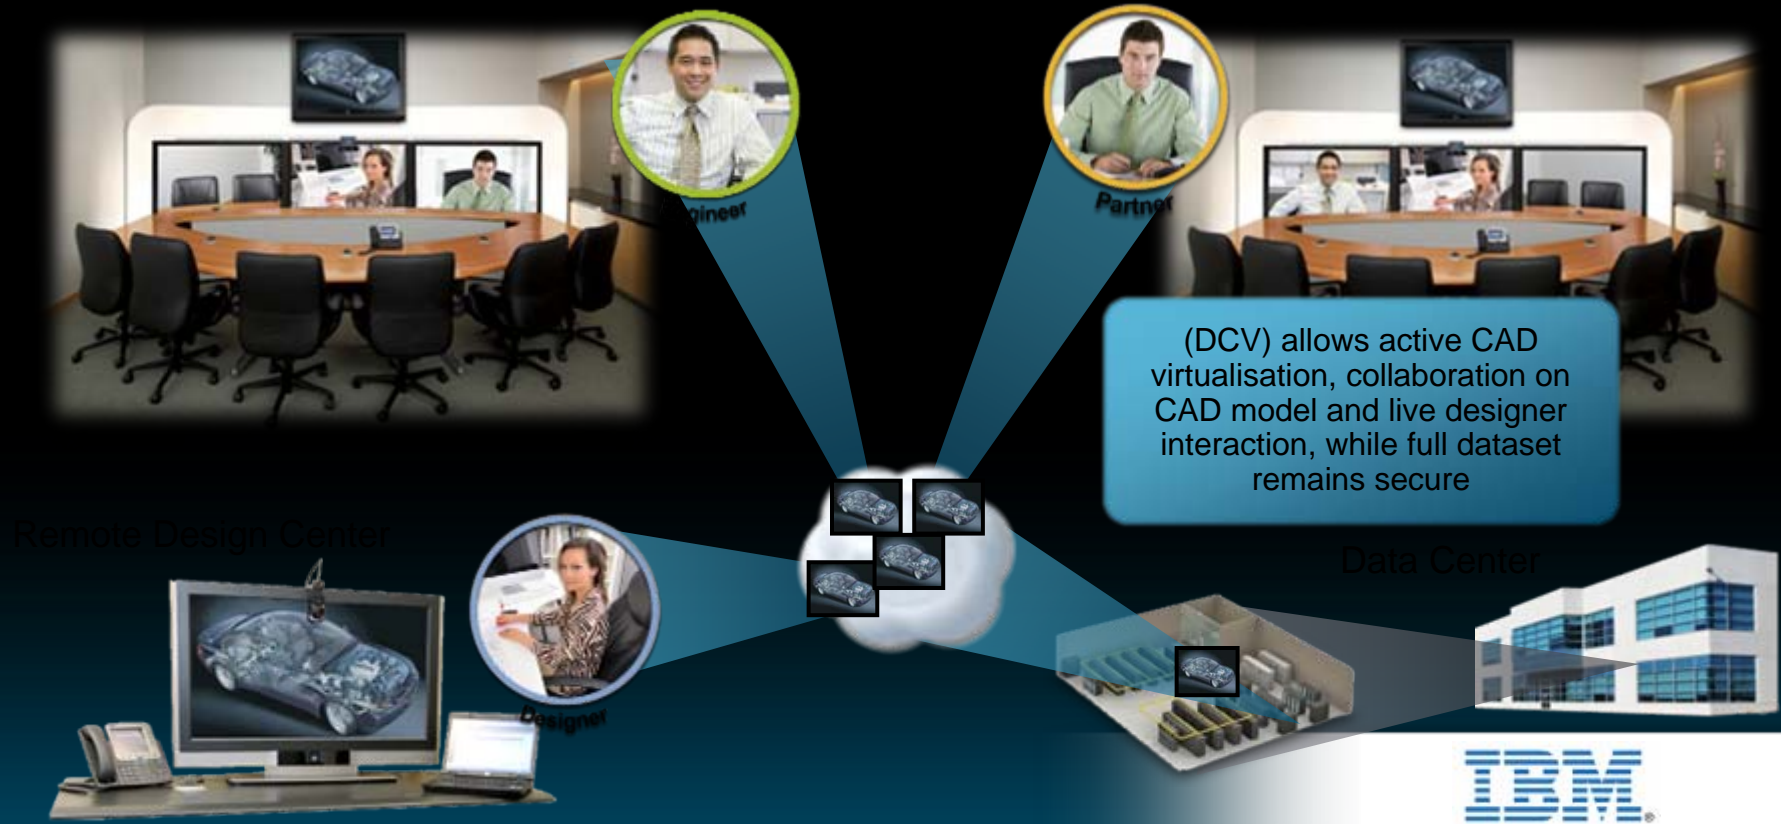 Engineer
Partner
(DCV) allows active CAD
virtualisation, collaboration on
CAD model and live designer
interaction, while full dataset
remains secure
Remote Design Center
Data Center
Designer
IBM®